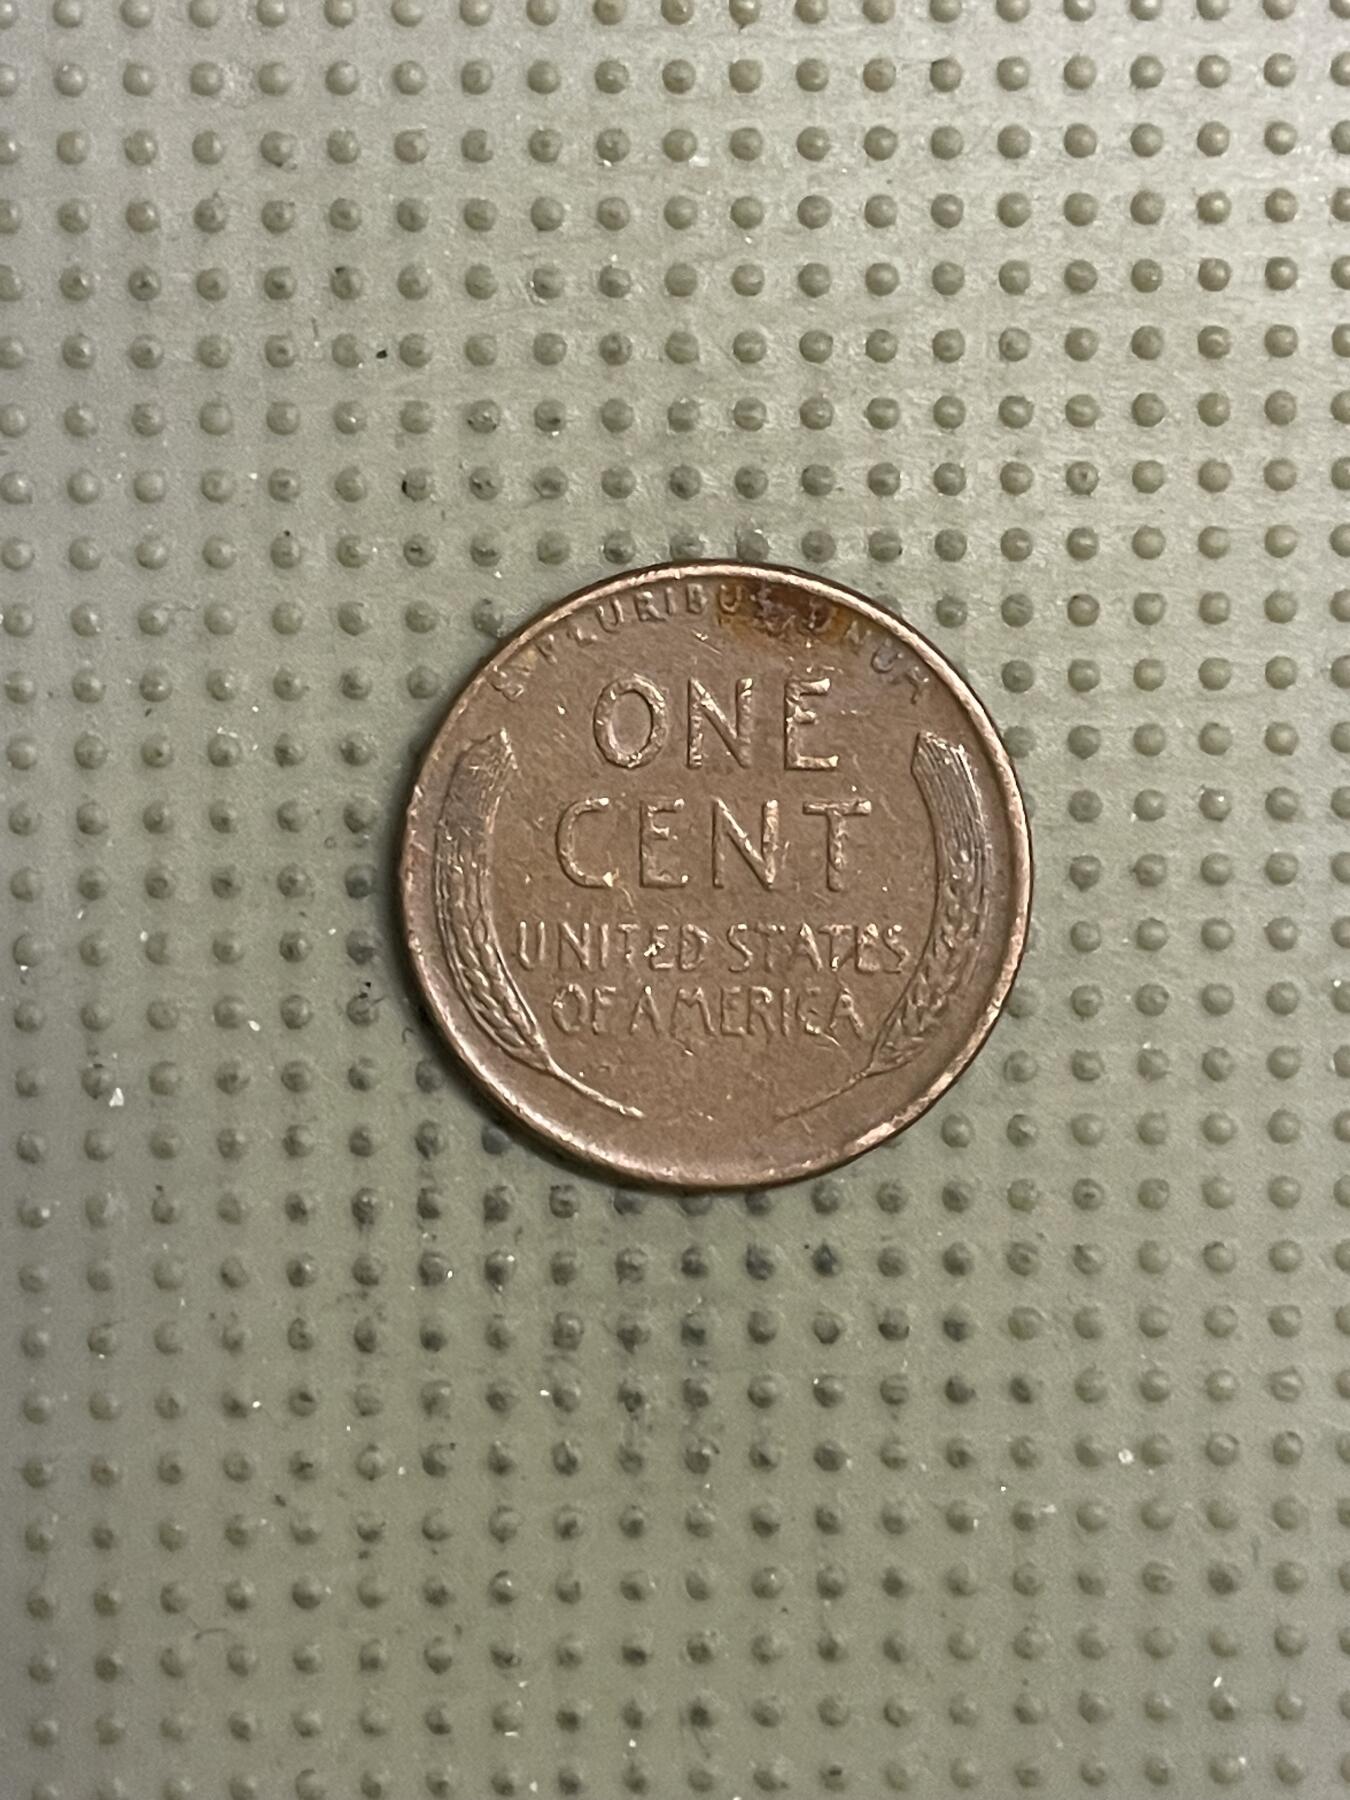 E PLURIBUS UNUM
ONE
CENT
UNITED STATES
OF AMERICA